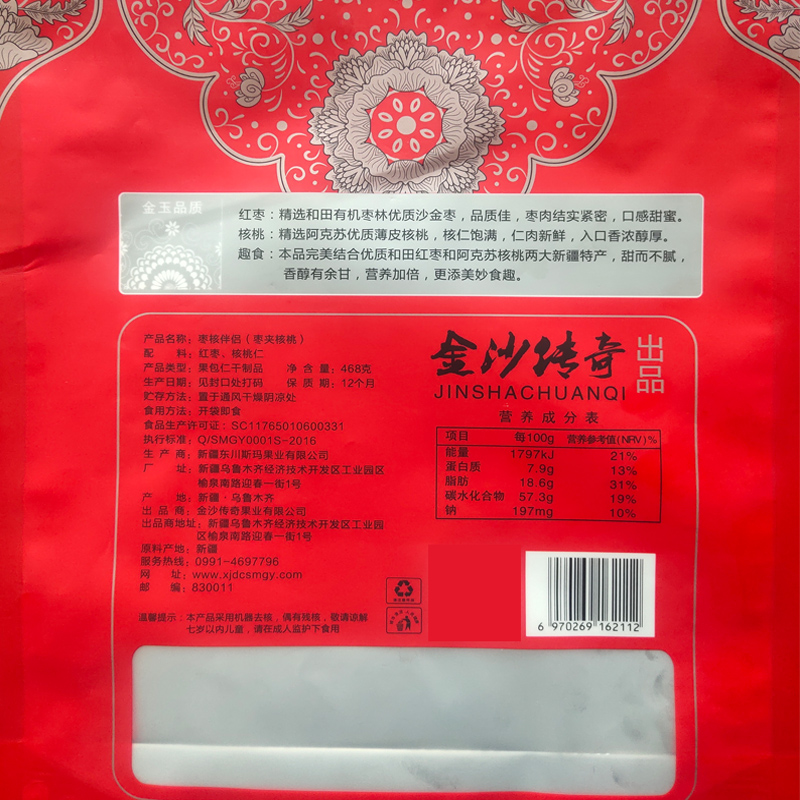 金玉品质
红枣：精选和田有机枣林优质沙金枣，品质佳，枣肉结实紧密，口感甜蜜。
核桃：精选阿克苏优质薄皮核桃，核仁饱满，仁肉新鲜，入口香浓醇厚。
趣食：本品完美结合优质和田红枣和阿克苏核桃两大新疆特产，甜而不腻，
香醇有余甘，营养加倍，更添美妙食趣。
产品名称：枣核伴侣（枣夹核桃）
配 料：红枣、核桃仁
产品类型：果包仁干制品 净 含 量：468克
生产日期：见封口处打码 保 质 期：12个月
贮存方法：置于通风干燥阴凉处
食用方法：开袋即食
食品生产许可证：SC11765010600331
执行标准：Q/SMGY0001S-2016
生 产 商：新疆东川斯玛果业有限公司
厂 址：新疆乌鲁木齐经济技术开发区工业园区
榆泉南路迎春一街1号
产 地：新疆·乌鲁木齐
出 品 商：金沙传奇果业有限公司
出品商地址：新疆乌鲁木齐经济技术开发区工业园
区榆泉南路迎春一街1号
原料产地：新疆
服务热线：0991-4697796
网 址：www.xjdcsmgy.com
邮 编：830011
温馨提示：本产品采用机器去核，偶有残核，敬请谅解
七岁以内儿童，请在成人监护下食用
金沙传奇 出品
JINSHACHUANQI
营养成分表
项目 每100g 营养参考值(NRV)%
能量 1797kJ 21%
蛋白质 7.9g 13%
脂肪 18.6g 31%
碳水化合物 57.3g 19%
钠 197mg 10%
6 970269 162112